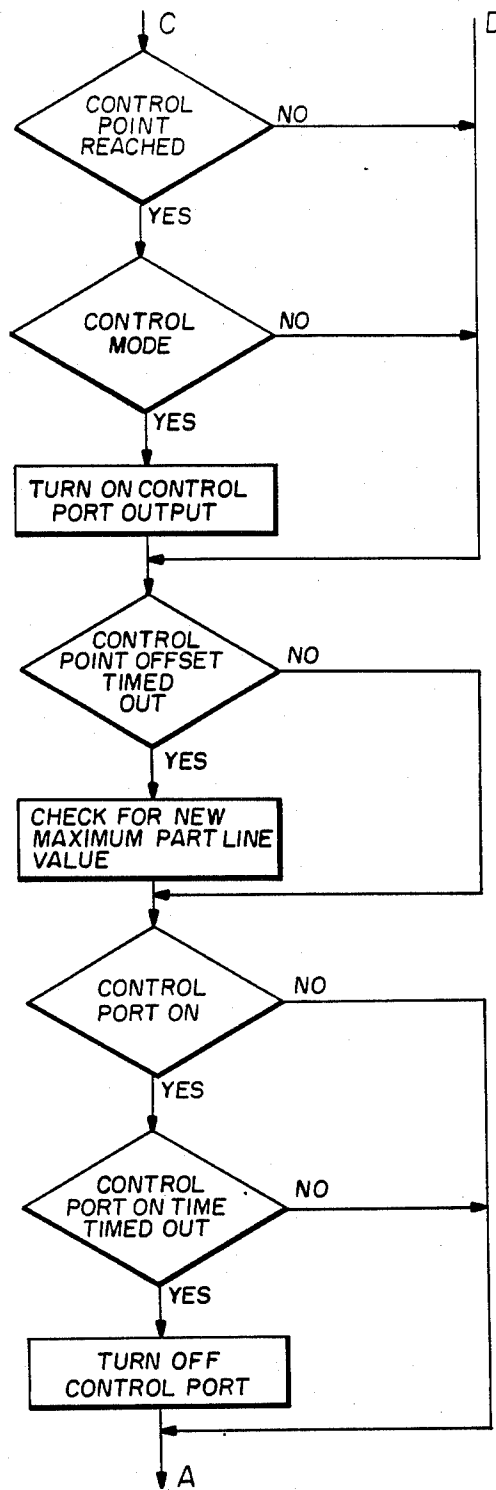 C
D
CONTROL
POINT
REACHED
NO
YES
CONTROL
MODE
NO
YES
TURN ON CONTROL
PORT OUTPUT
CONTROL
POINT OFFSET
TIMED
OUT
NO
YES
CHECK FOR NEW
MAXIMUM PART LINE
VALUE
CONTROL
PORT ON
NO
YES
CONTROL
PORT ON TIME
TIMED OUT
NO
YES
TURN OFF
CONTROL PORT
A